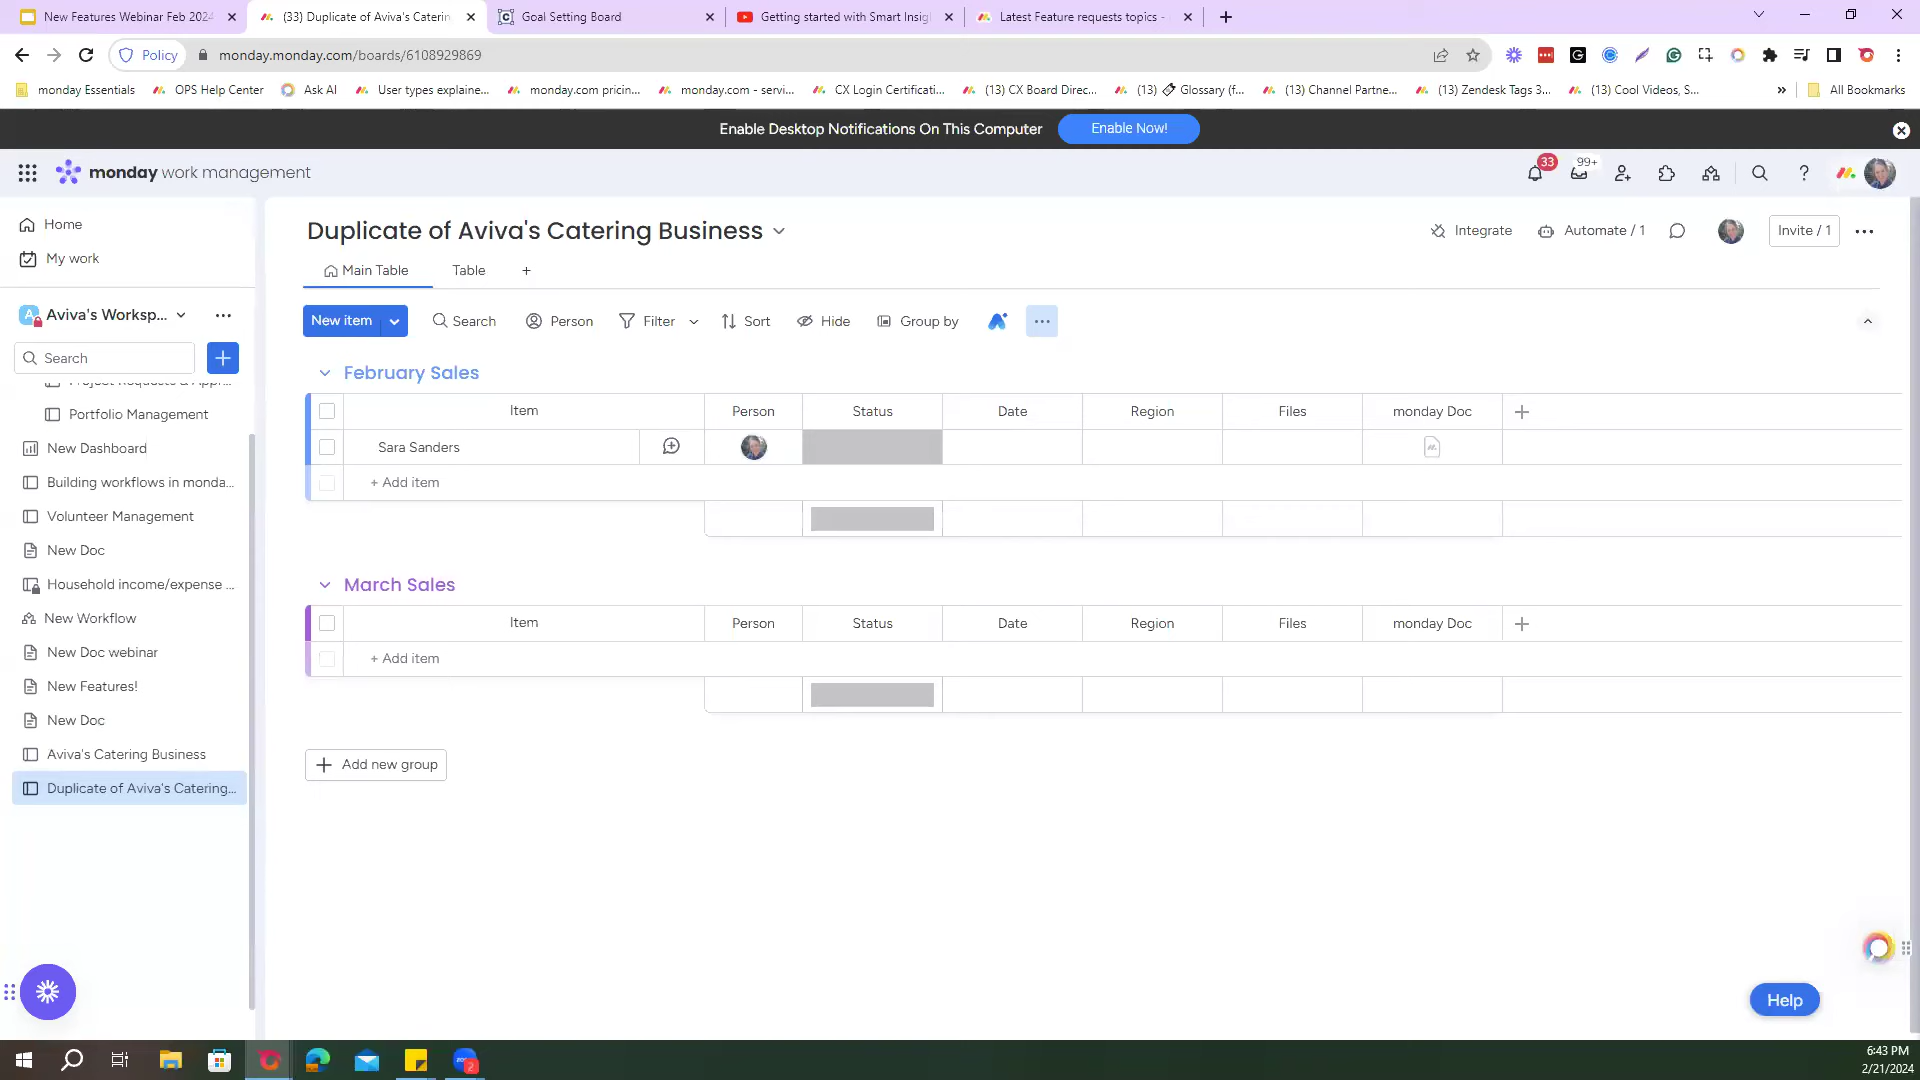 New Features Webinar Feb 2024
(33) Duplicate of Aviva's Caterin
Goal Setting Board
Getting started with Smart Insig
Latest Feature requests topics -
Policy
monday.monday.com/boards/6108929869
monday Essentials
OPS Help Center
Ask AI
User types explaine...
monday.com pricin...
monday.com - servi...
CX Login Certificati...
(13) CX Board Direc...
(13) Glossary (f...
(13) Channel Partne...
(13) Zendesk Tags 3...
(13) Cool Videos, S...
All Bookmarks
Enable Desktop Notifications On This Computer
Enable Now!
monday work management
33
99+
Home
My work
Aviva's Worksp...
Search
Project Requests & Appr...
Portfolio Management
New Dashboard
Building workflows in monda...
Volunteer Management
New Doc
Household income/expense ...
New Workflow
New Doc webinar
New Features!
New Doc
Aviva's Catering Business
Duplicate of Aviva's Catering...
Duplicate of Aviva's Catering Business
Integrate
Automate / 1
Invite / 1
Main Table
Table
New item
Search
Person
Filter
Sort
Hide
Group by
February Sales
Item Person Status Date Region Files monday Doc
Sara Sanders
+ Add item
March Sales
Item Person Status Date Region Files monday Doc
+ Add item
Add new group
Help
6:43 PM
2/21/2024